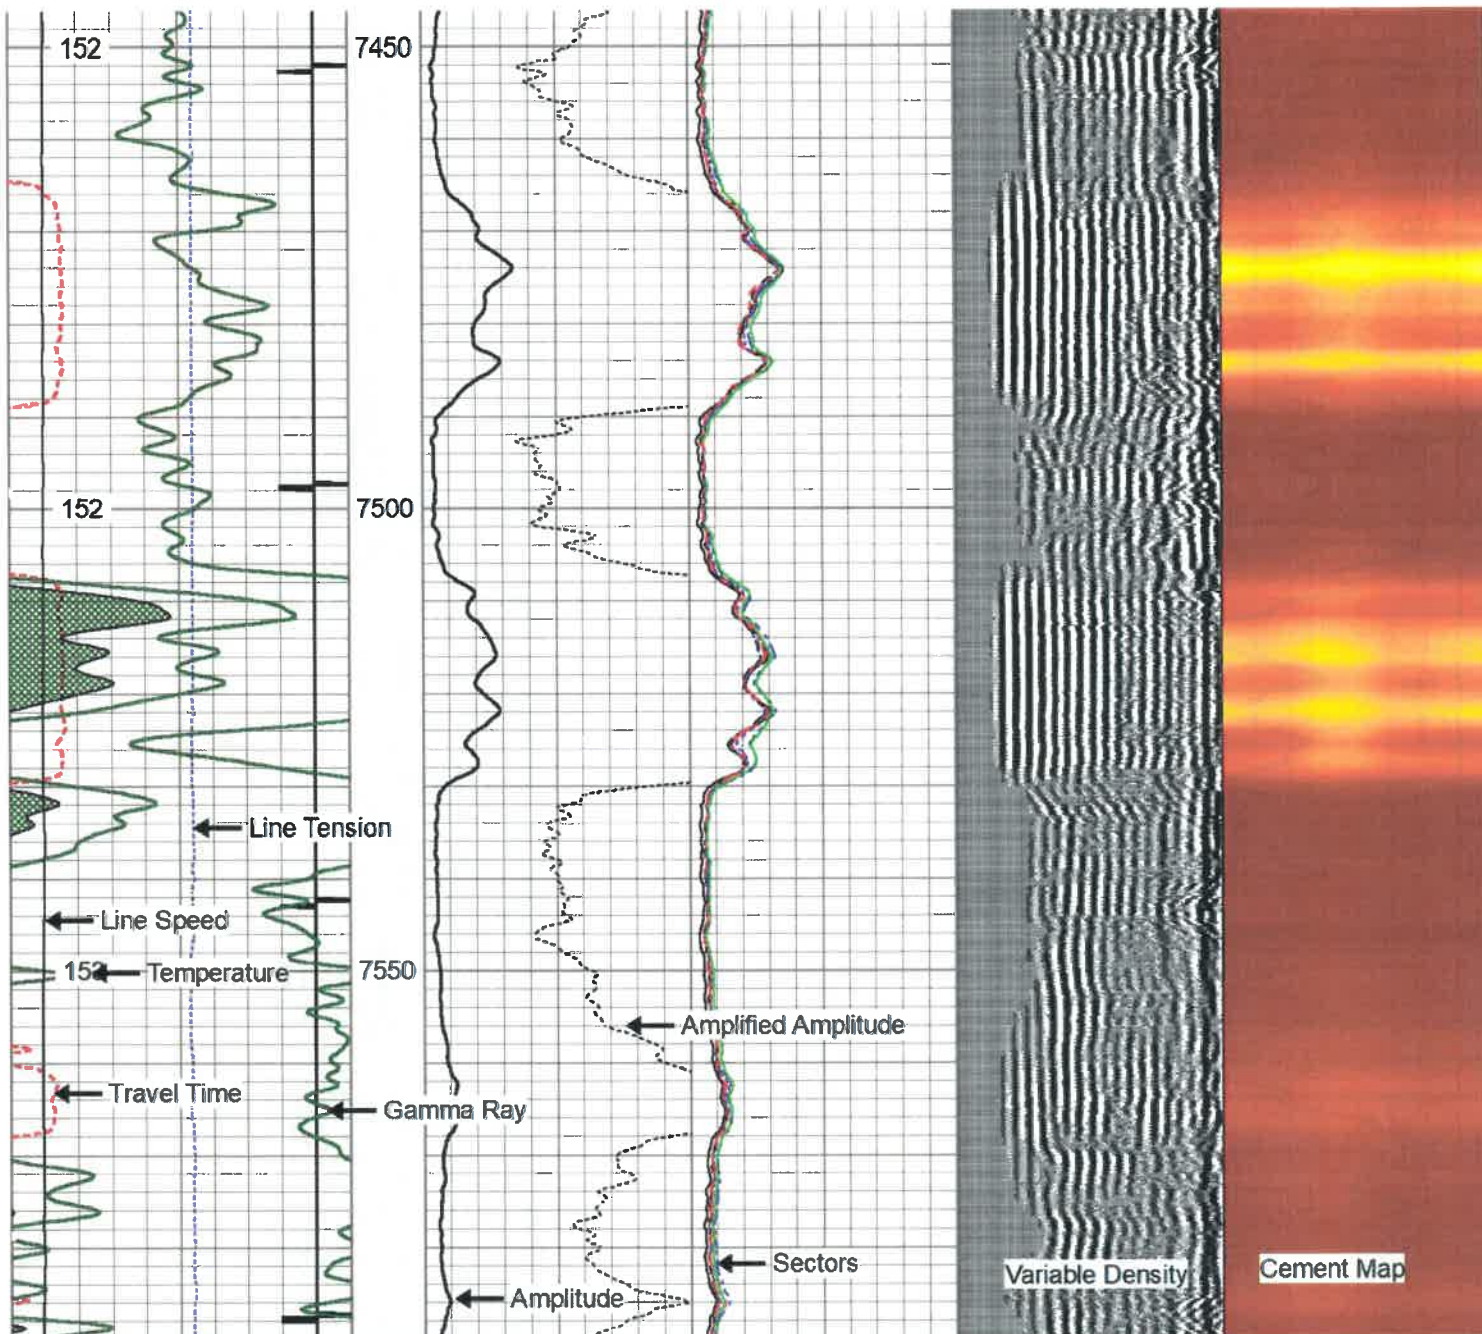 152
7450
152
7500
Line Tension
Line Speed
152
Temperature
7550
Amplified Amplitude
Travel Time
Gamma Ray
Sectors
Variable Density
Cement Map
Amplitude